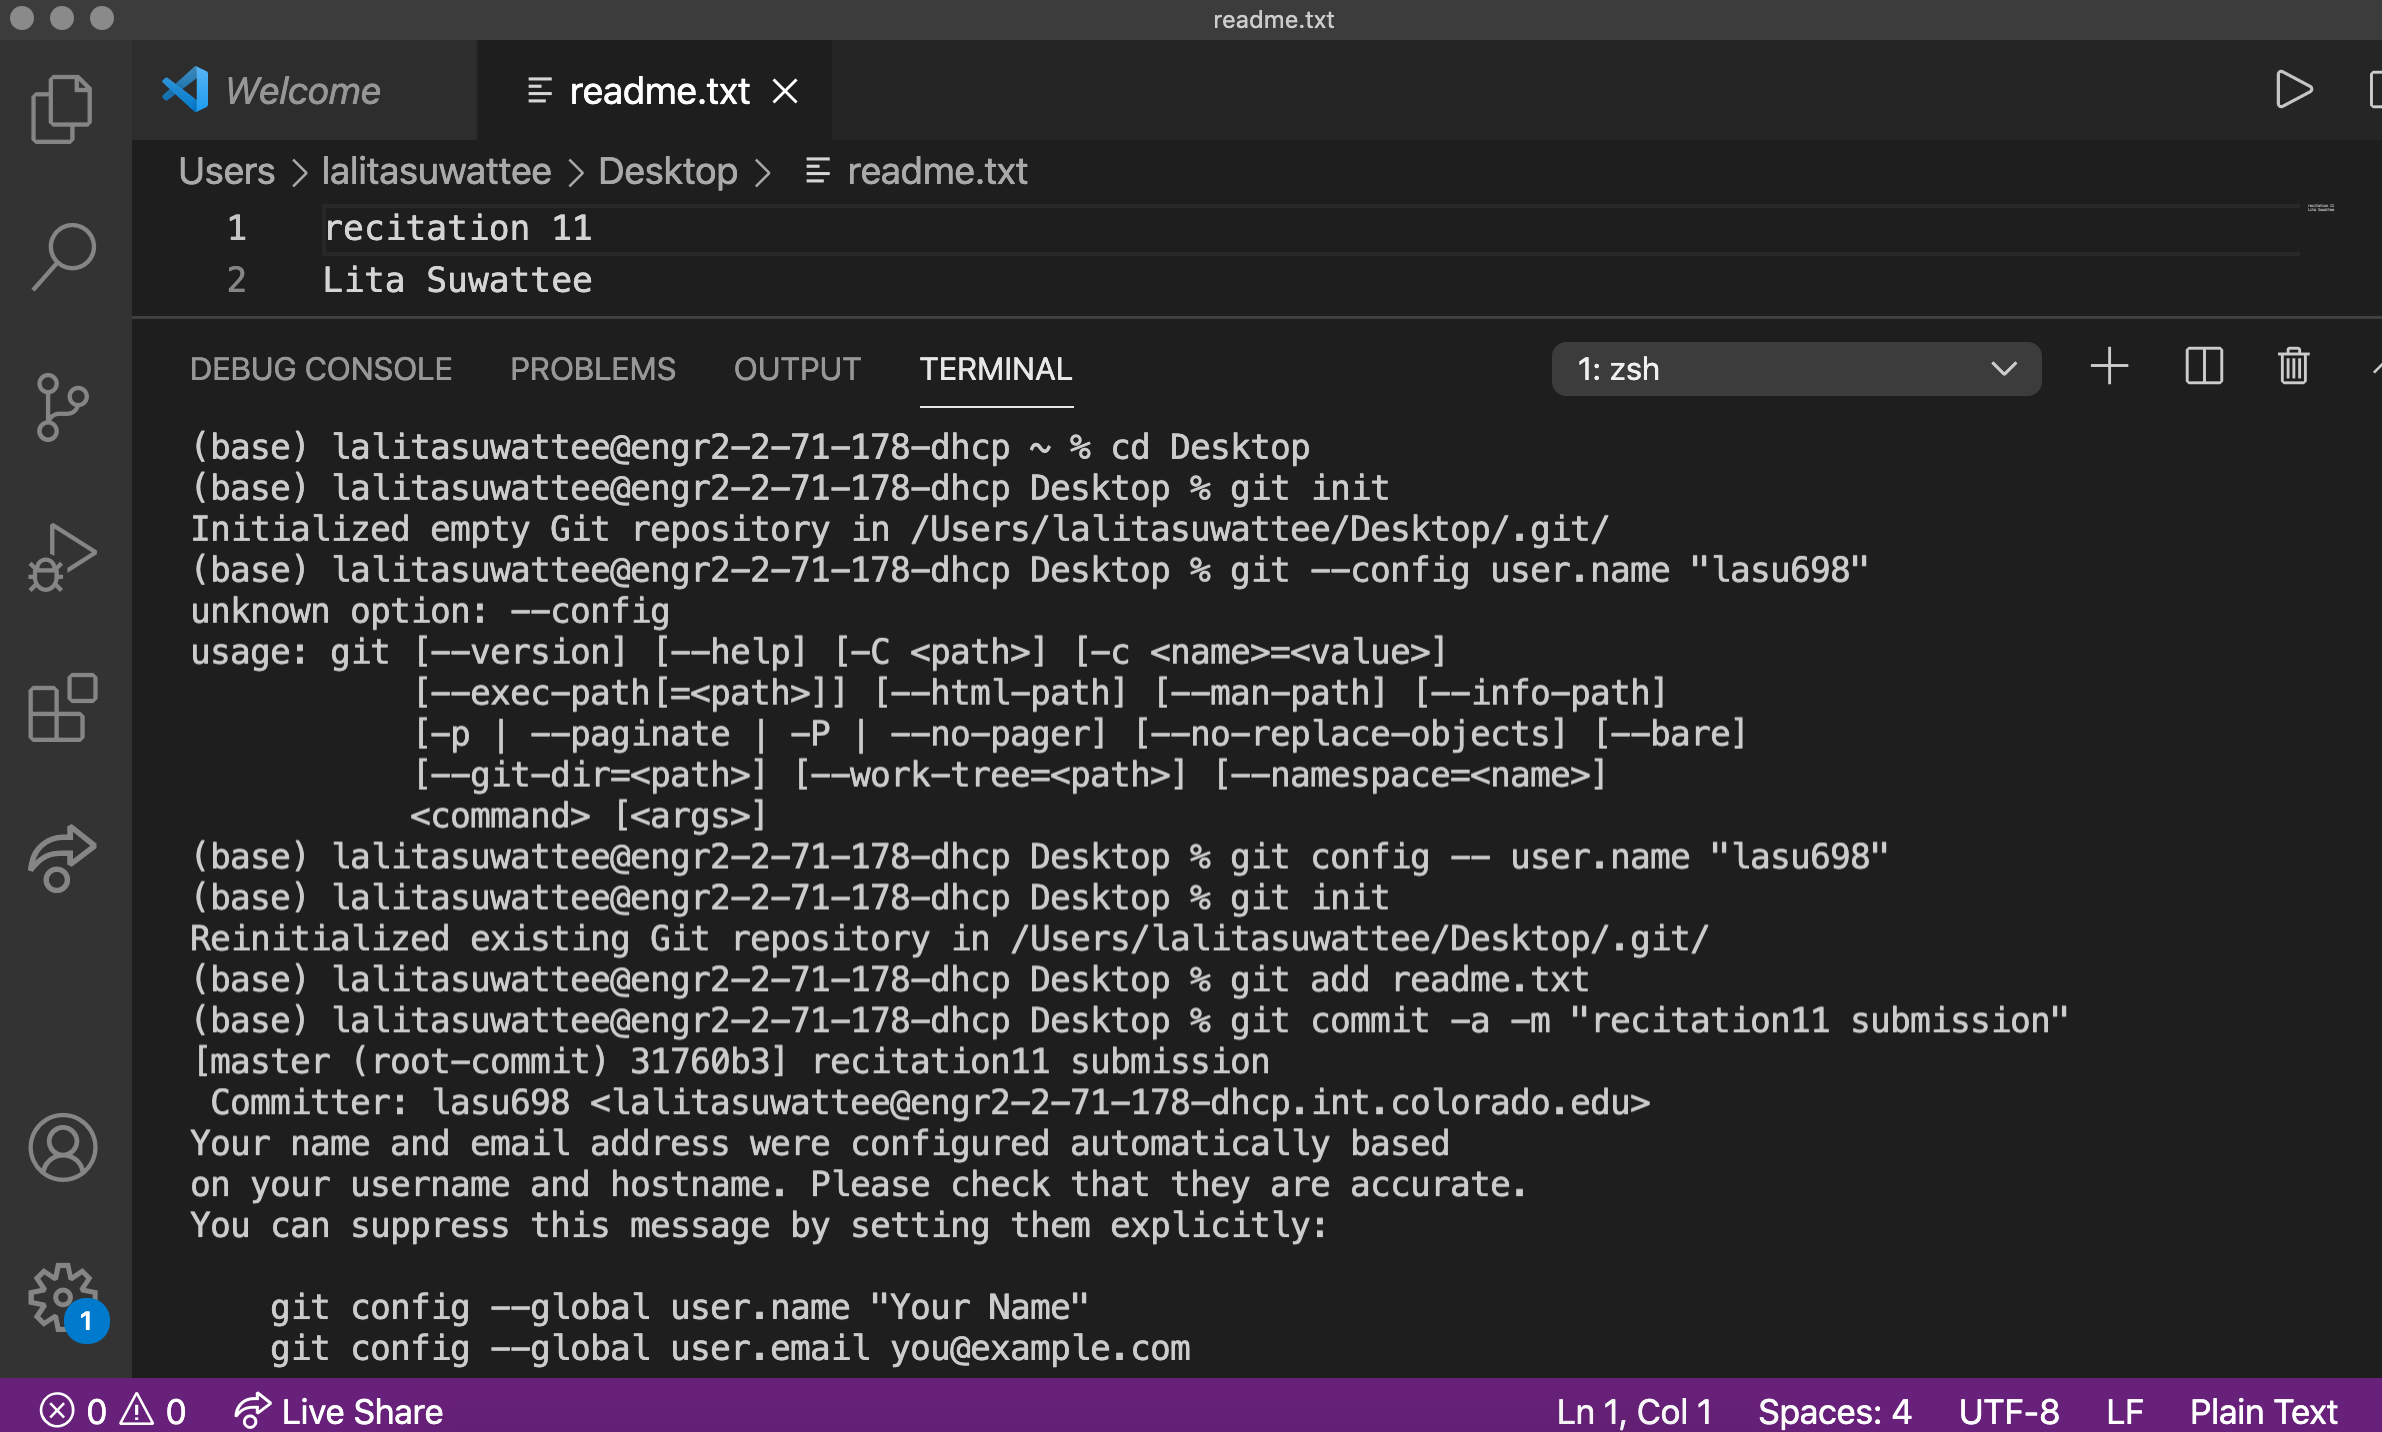 readme.txt
Welcome
readme.txt
Users > lalitasuwattee > Desktop > readme.txt
1 recitation 11
2 Lita Suwattee
DEBUG CONSOLE PROBLEMS OUTPUT TERMINAL 1: zsh
(base) lalitasuwattee@engr2-2-71-178-dhcp ~ % cd Desktop
(base) lalitasuwattee@engr2-2-71-178-dhcp Desktop % git init
Initialized empty Git repository in /Users/lalitasuwattee/Desktop/.git/
(base) lalitasuwattee@engr2-2-71-178-dhcp Desktop % git --config user.name "lasu698"
unknown option: --config
usage: git [--version] [--help] [-C <path>] [-c <name>=<value>]
           [--exec-path[=<path>]] [--html-path] [--man-path] [--info-path]
           [-p | --paginate | -P | --no-pager] [--no-replace-objects] [--bare]
           [--git-dir=<path>] [--work-tree=<path>] [--namespace=<name>]
           <command> [<args>]
(base) lalitasuwattee@engr2-2-71-178-dhcp Desktop % git config -- user.name "lasu698"
(base) lalitasuwattee@engr2-2-71-178-dhcp Desktop % git init
Reinitialized existing Git repository in /Users/lalitasuwattee/Desktop/.git/
(base) lalitasuwattee@engr2-2-71-178-dhcp Desktop % git add readme.txt
(base) lalitasuwattee@engr2-2-71-178-dhcp Desktop % git commit -a -m "recitation11 submission"
[master (root-commit) 31760b3] recitation11 submission
 Committer: lasu698 <lalitasuwattee@engr2-2-71-178-dhcp.int.colorado.edu>
Your name and email address were configured automatically based
on your username and hostname. Please check that they are accurate.
You can suppress this message by setting them explicitly:
    git config --global user.name "Your Name"
    git config --global user.email you@example.com
1
0 0 Live Share Ln 1, Col 1 Spaces: 4 UTF-8 LF Plain Text